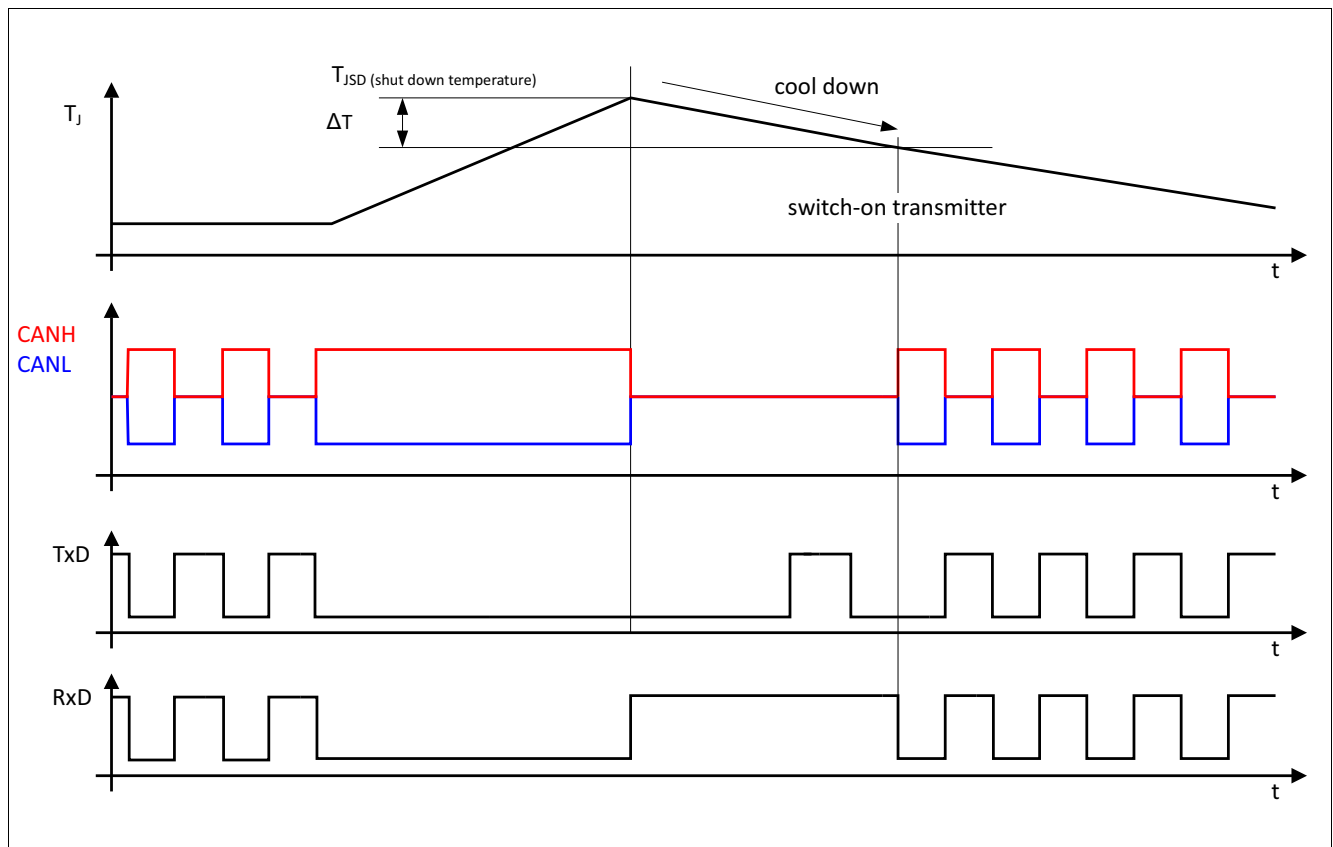 T_JSD (shut down temperature)
cool down
T_J
ΔT
switch-on transmitter
t
CANH
CANL
t
TxD
t
RxD
t